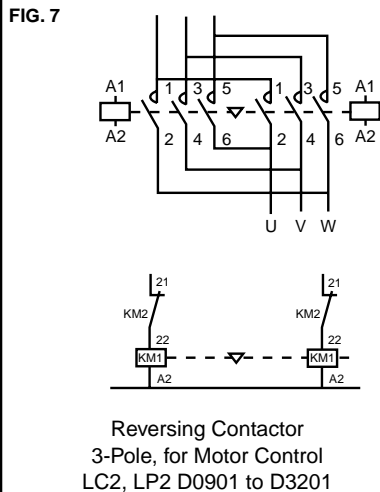 FIG. 7
1 3 5 1 3 5
A1 A1
A2 A2
2 4 6 2 4 6
U V W
21 21
KM2 KM2
22 22
KM1 KM1
A2 A2
Reversing Contactor
3-Pole, for Motor Control
LC2, LP2 D0901 to D3201